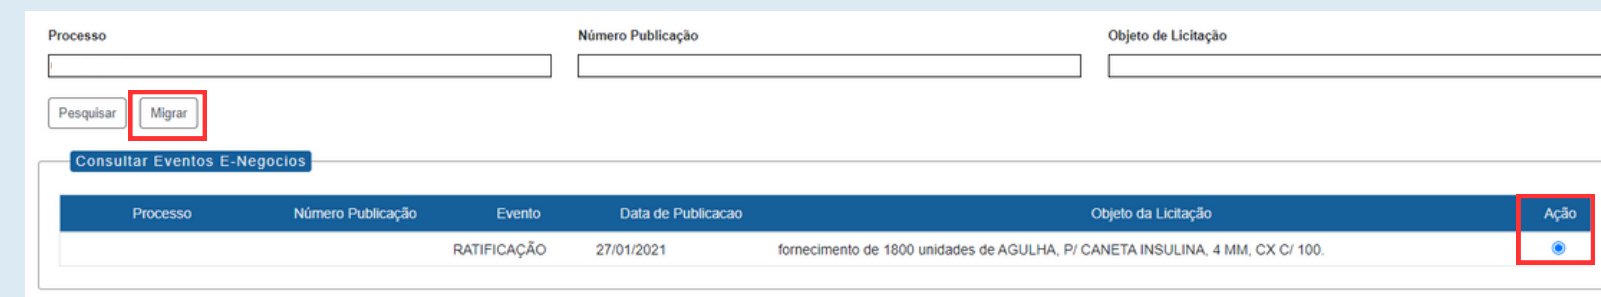 Processo Número Publicação Objeto de Licitação
Pesquisar Migrar
Consultar Eventos E-Negocios
Processo Número Publicação Evento Data de Publicacao Objeto da Licitação Ação
RATIFICAÇÃO 27/01/2021 fornecimento de 1800 unidades de AGULHA, P/ CANETA INSULINA, 4 MM, CX C/ 100.